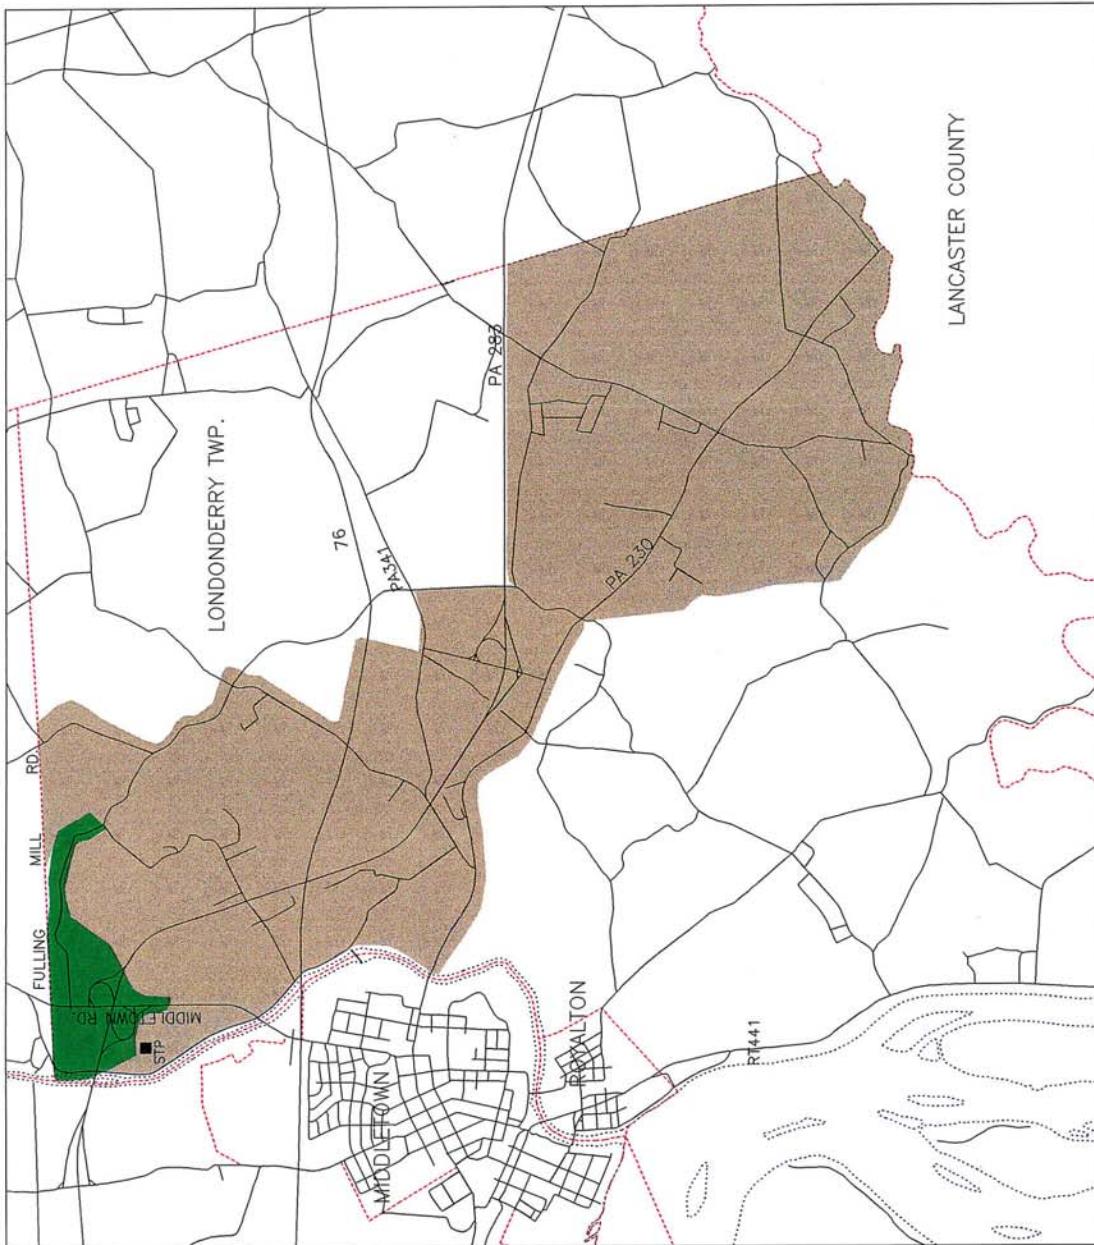 LANCASTER COUNTY
PA 283
LONDONDERRY TWP.
76
PA341
PA 230
FULLING MILL RD.
MIDDLETOWN RD.
STP
MIDDLETOWN
ROYALTON
RT441